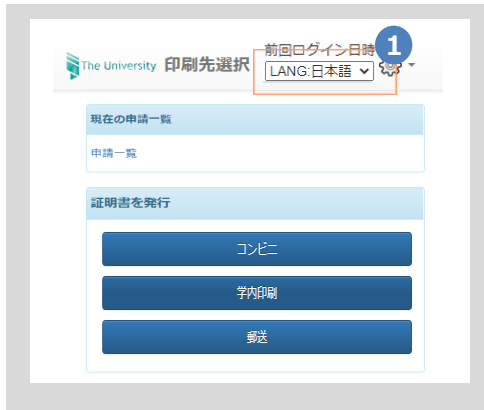 前回ログイン日時
1
The University 印刷先選択
LANG:日本語
現在の申請一覧
申請一覧
証明書を発行
コンビニ
学内印刷
郵送